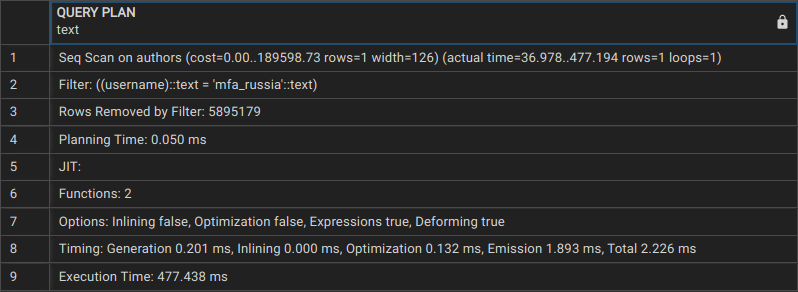 QUERY PLAN
text
1 Seq Scan on authors (cost=0.00..189598.73 rows=1 width=126) (actual time=36.978..477.194 rows=1 loops=1)
2 Filter: ((username)::text = 'mfa_russia'::text)
3 Rows Removed by Filter: 5895179
4 Planning Time: 0.050 ms
5 JIT:
6 Functions: 2
7 Options: Inlining false, Optimization false, Expressions true, Deforming true
8 Timing: Generation 0.201 ms, Inlining 0.000 ms, Optimization 0.132 ms, Emission 1.893 ms, Total 2.226 ms
9 Execution Time: 477.438 ms